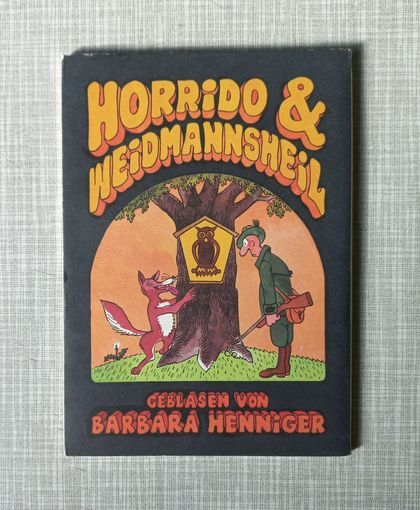 HORRiDO &
WEiDMANNSHEiL
GEBLASEN VON
BARBARA HENNiGER